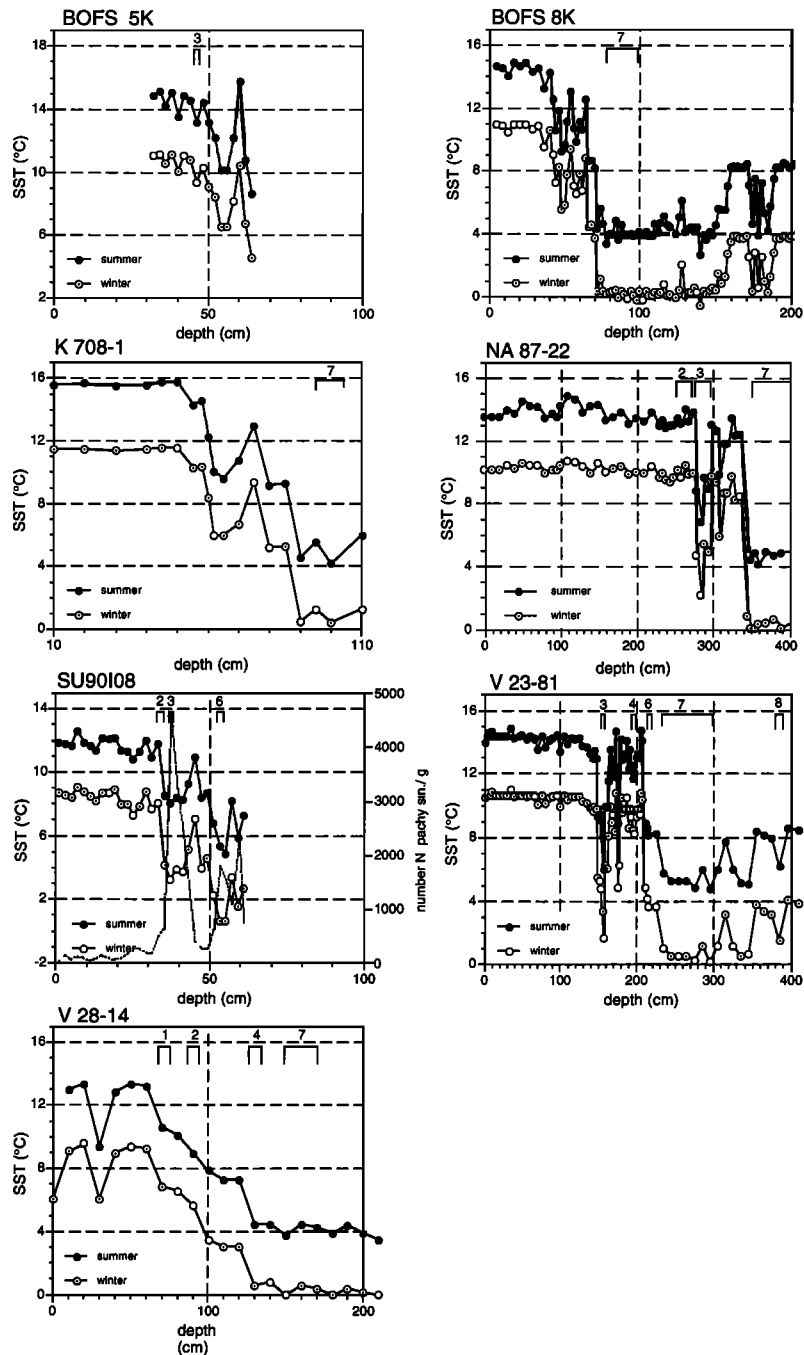 BOFS 5K
3
18
14
10
6
2
SST (°C)
summer
winter
0
50
100
depth (cm)
BOFS 8K
7
16
12
8
4
0
SST (°C)
summer
winter
0
100
200
depth (cm)
K 708-1
7
16
12
8
4
0
SST (°C)
summer
winter
10
110
depth (cm)
NA 87-22
2
3
7
16
12
8
4
0
SST (°C)
summer
winter
0
100
200
300
400
depth (cm)
SU90I08
2
3
6
14
10
6
2
-2
SST (°C)
5000
4000
3000
2000
1000
0
number N pachy sin./ g
summer
winter
0
50
100
depth (cm)
V 23-81
3
4
6
7
8
16
12
8
4
0
SST (°C)
summer
winter
0
100
200
300
400
depth (cm)
V 28-14
1
2
4
7
16
12
8
4
0
SST (°C)
summer
winter
0
100
200
depth
(cm)